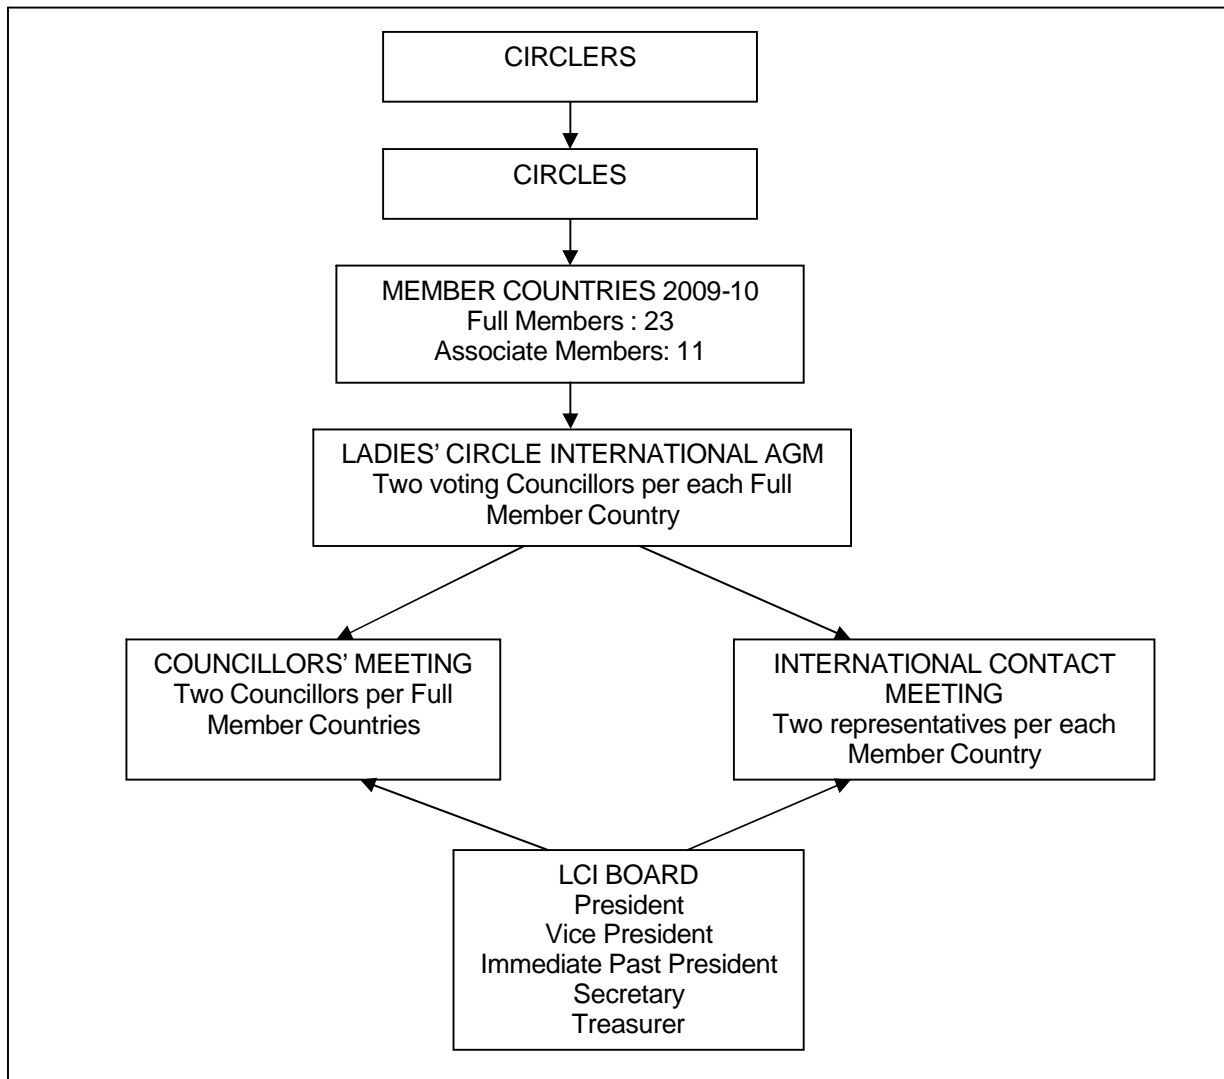 CIRCLERS
CIRCLES
MEMBER COUNTRIES 2009-10
Full Members : 23
Associate Members: 11
LADIES’ CIRCLE INTERNATIONAL AGM
Two voting Councillors per each Full
Member Country
COUNCILLORS’ MEETING
Two Councillors per Full
Member Countries
INTERNATIONAL CONTACT
MEETING
Two representatives per each
Member Country
LCI BOARD
President
Vice President
Immediate Past President
Secretary
Treasurer